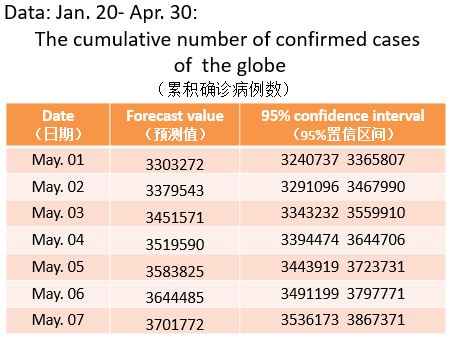 Data: Jan. 20- Apr. 30:
The cumulative number of confirmed cases
of the globe
（累积确诊病例数）
Date Forecast value 95% confidence interval
（日期） （预测值） （95%置信区间）
May. 01 3303272 3240737 3365807
May. 02 3379543 3291096 3467990
May. 03 3451571 3343232 3559910
May. 04 3519590 3394474 3644706
May. 05 3583825 3443919 3723731
May. 06 3644485 3491199 3797771
May. 07 3701772 3536173 3867371